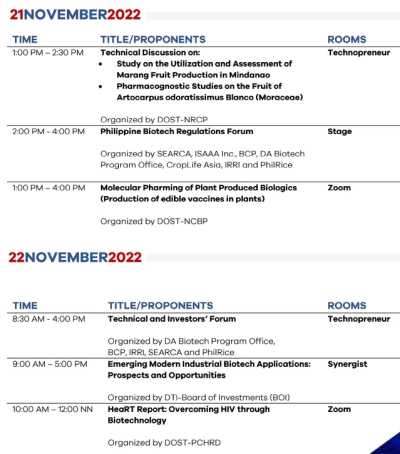 21NOVEMBER2022
TIME TITLE/PROPONENTS ROOMS
1:00 PM – 2:30 PM Technical Discussion on: Technopreneur
• Study on the Utilization and Assessment of
Marang Fruit Production in Mindanao
• Pharmacognostic Studies on the Fruit of
Artocarpus odoratissimus Blanco (Moraceae)
Organized by DOST-NRCP
2:00 PM - 4:00 PM Philippine Biotech Regulations Forum Stage
Organized by SEARCA, ISAAA Inc., BCP, DA Biotech
Program Office, CropLife Asia, IRRI and PhilRice
1:00 PM – 4:00 PM Molecular Pharming of Plant Produced Biologics Zoom
(Production of edible vaccines in plants)
Organized by DOST-NCBP
22NOVEMBER2022
TIME TITLE/PROPONENTS ROOMS
8:30 AM - 4:00 PM Technical and Investors' Forum Technopreneur
Organized by DA Biotech Program Office,
BCP, IRRI, SEARCA and PhilRice
9:00 AM – 5:00 PM Emerging Modern Industrial Biotech Applications: Synergist
Prospects and Opportunities
Organized by DTI-Board of Investments (BOI)
10:00 AM – 12:00 NN HeaRT Report: Overcoming HIV through Zoom
Biotechnology
Organized by DOST-PCHRD